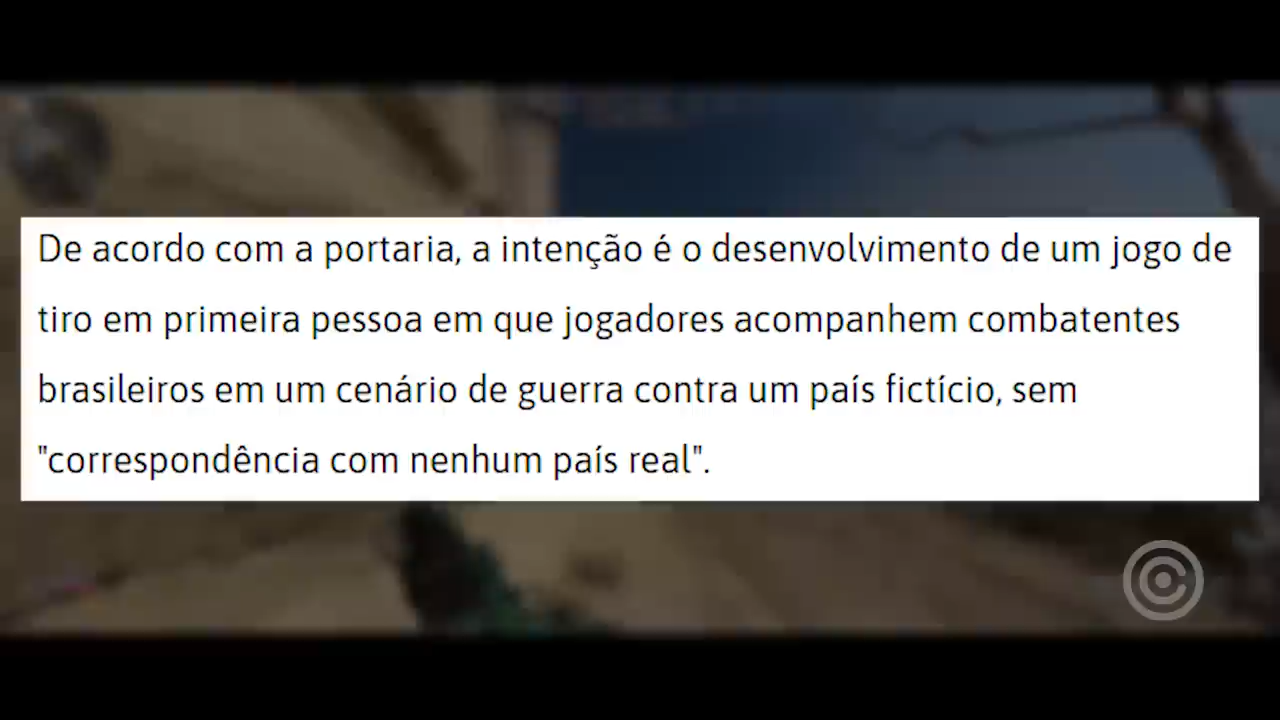 De acordo com a portaria, a intenção é o desenvolvimento de um jogo de
tiro em primeira pessoa em que jogadores acompanhem combatentes
brasileiros em um cenário de guerra contra um país fictício, sem
"correspondência com nenhum país real".